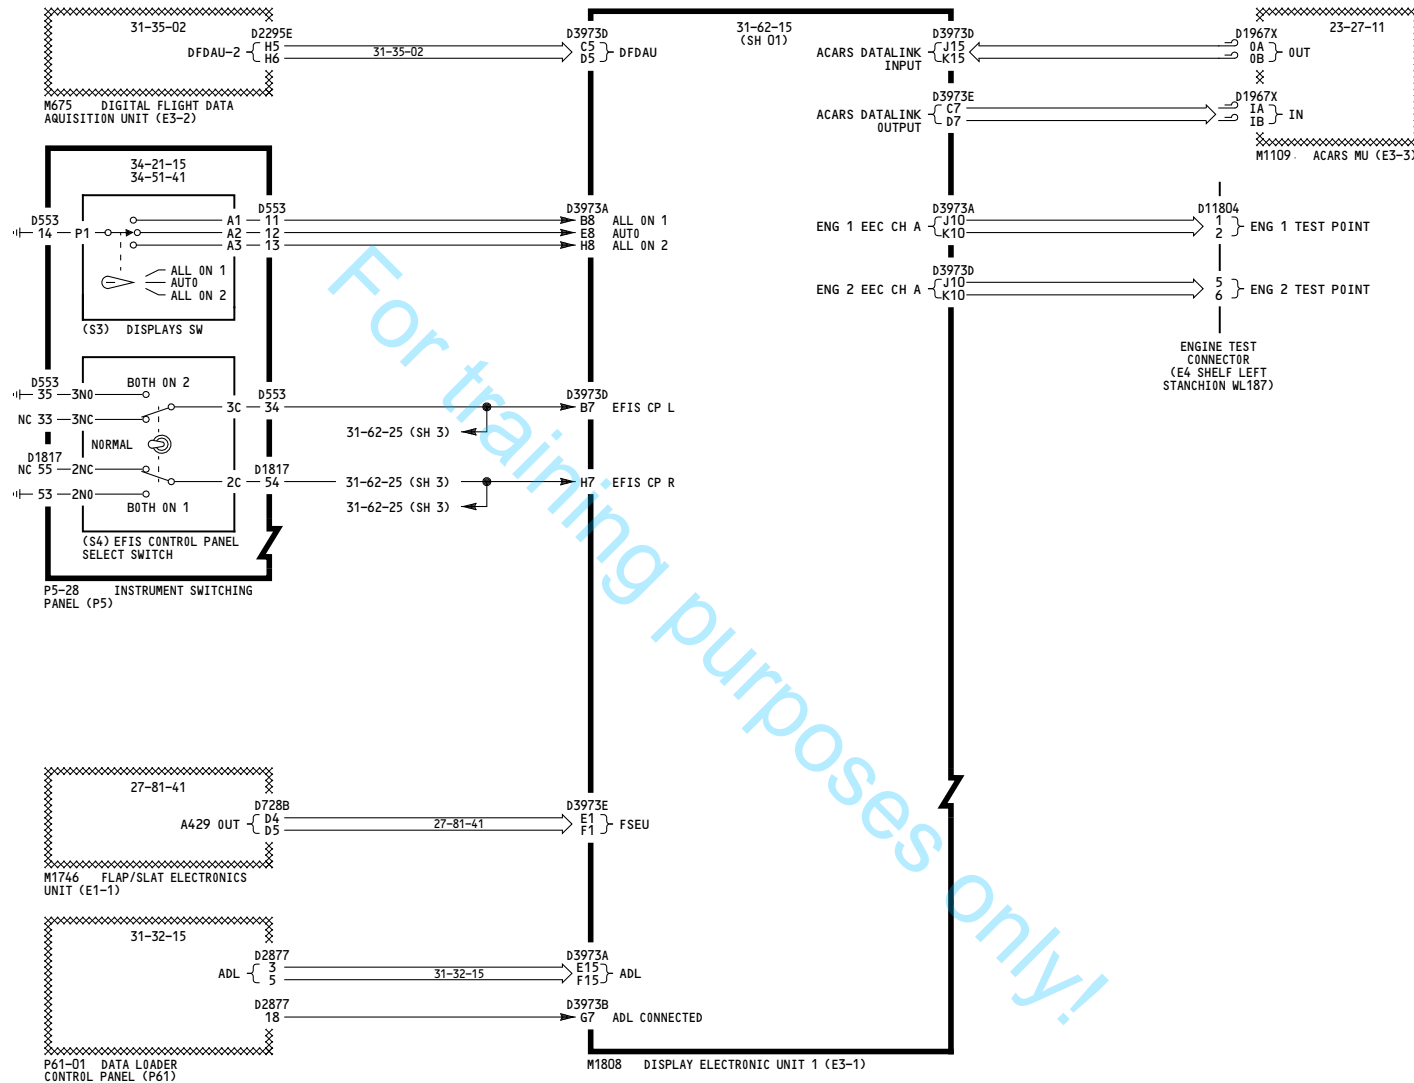 31-35-02
D2295E
DFDAU-2
H5
H6
31-35-02
D3973D
C5
D5
DFDAU
M675 DIGITAL FLIGHT DATA
AQUISITION UNIT (E3-2)
31-62-15
(SH 01)
ACARS DATALINK
INPUT
D3973D
J15
K15
D1967X
0A
0B
OUT
23-27-11
ACARS DATALINK
OUTPUT
D3973E
C7
D7
D1967X
IA
IB
IN
M1109 ACARS MU (E3-3)
34-21-15
34-51-41
D553
14
P1
A1
A2
A3
D553
11
12
13
D3973A
B8 ALL ON 1
E8 AUTO
H8 ALL ON 2
ALL ON 1
AUTO
ALL ON 2
(S3) DISPLAYS SW
ENG 1 EEC CH A
D3973A
J10
K10
D11804
1
2
ENG 1 TEST POINT
ENG 2 EEC CH A
D3973D
J10
K10
5
6
ENG 2 TEST POINT
ENGINE TEST
CONNECTOR
(E4 SHELF LEFT
STANCHION WL187)
D553
35 3NO
BOTH ON 2
NC 33 3NC
3C
D553
34
D3973D
B7 EFIS CP L
31-62-25 (SH 3)
NORMAL
D1817
NC 55 2NC
53 2NO
BOTH ON 1
2C
D1817
54
31-62-25 (SH 3)
H7 EFIS CP R
31-62-25 (SH 3)
(S4) EFIS CONTROL PANEL
SELECT SWITCH
P5-28 INSTRUMENT SWITCHING
PANEL (P5)
27-81-41
A429 OUT
D728B
D4
D5
27-81-41
D3973E
E1
F1
FSEU
M1746 FLAP/SLAT ELECTRONICS
UNIT (E1-1)
31-32-15
ADL
D2877
3
5
31-32-15
D3973A
E15
F15
ADL
D2877
18
D3973B
G7 ADL CONNECTED
P61-01 DATA LOADER
CONTROL PANEL (P61)
M1808 DISPLAY ELECTRONIC UNIT 1 (E3-1)
For training purposes only!